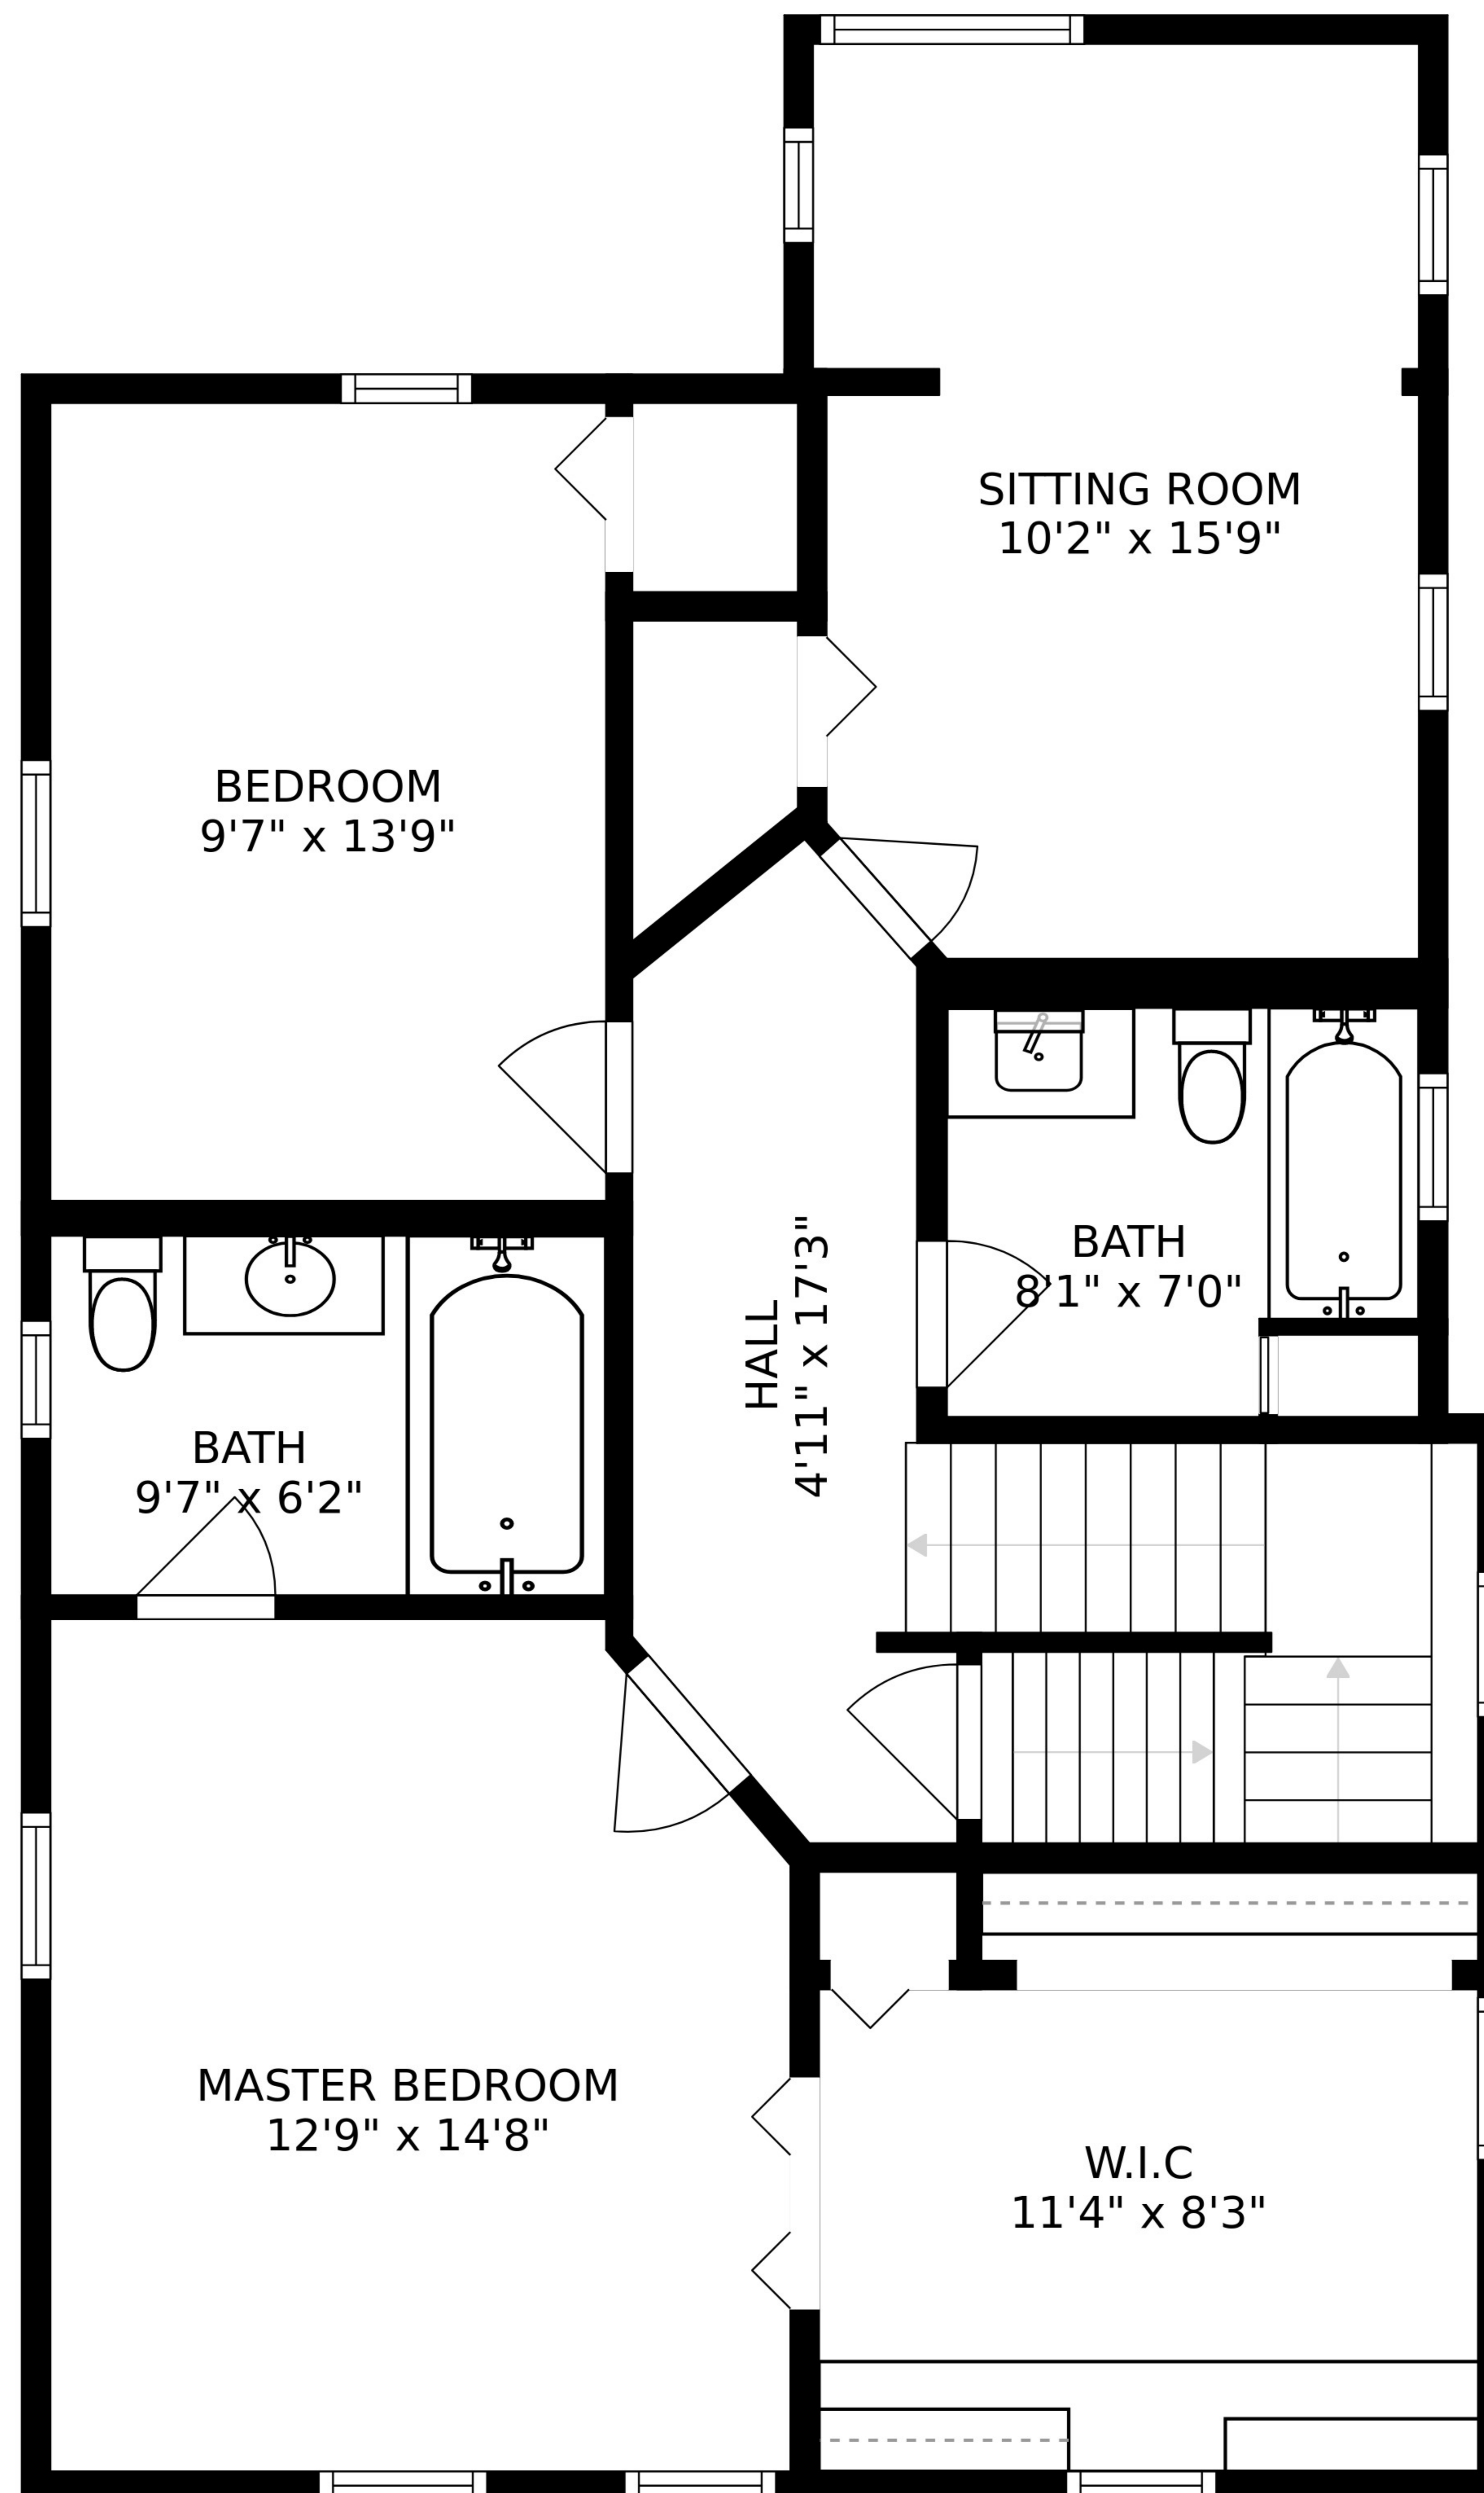 SITTING ROOM
10'2" x 15'9"
BEDROOM
9'7" x 13'9"
BATH
8'1" x 7'0"
HALL
4'11" x 17'3"
BATH
9'7" x 6'2"
MASTER BEDROOM
12'9" x 14'8"
W.I.C
11'4" x 8'3"